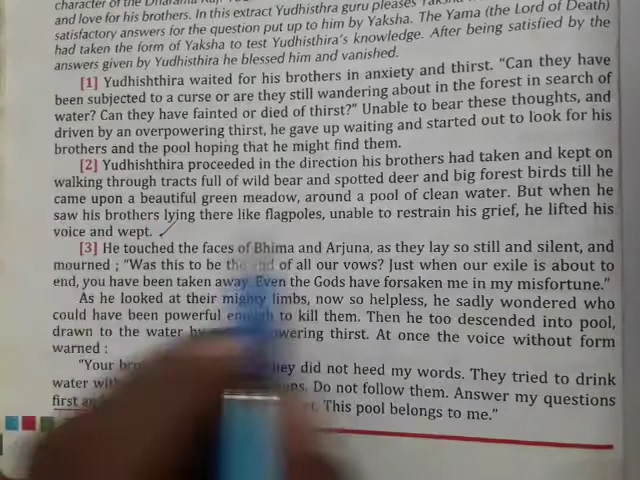 character of the Dharama Raj.
and love for his brothers. In this extract Yudhisthra guru pleases
satisfactory answers for the question put up to him by Yaksha. The Yama (the Lord of Death)
had taken the form of Yaksha to test Yudhisthira's knowledge. After being satisfied by the
answers given by Yudhisthira he blessed him and vanished.
[1] Yudhishthira waited for his brothers in anxiety and thirst. "Can they have
been subjected to a curse or are they still wandering about in the forest in search of
water? Can they have fainted or died of thirst?" Unable to bear these thoughts, and
driven by an overpowering thirst, he gave up waiting and started out to look for his
brothers and the pool hoping that he might find them.
[2] Yudhishthira proceeded in the direction his brothers had taken and kept on
walking through tracts full of wild bear and spotted deer and big forest birds till he
came upon a beautiful green meadow, around a pool of clean water. But when he
saw his brothers lying there like flagpoles, unable to restrain his grief, he lifted his
voice and wept.
[3] He touched the faces of Bhima and Arjuna, as they lay so still and silent, and
mourned ; "Was this to be the end of all our vows? Just when our exile is about to
end, you have been taken away. Even the Gods have forsaken me in my misfortune."
As he looked at their mighty limbs, now so helpless, he sadly wondered who
could have been powerful enough to kill them. Then he too descended into pool,
drawn to the water by thirst. At once the voice without form
warned :
"Your did not heed my words. They tried to drink
water Do not follow them. Answer my questions
first This pool belongs to me."